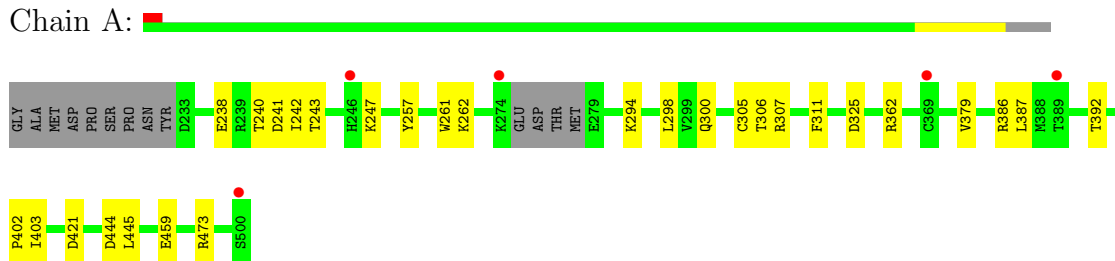 Chain A:
GLY ALA MET ASP PRO SER PRO ASN TYR D233 E238 R239 T240 D241 I242 T243 H246 K247 Y257 W261 K262 K274 GLU ASP THR MET E279 K294 L298 V299 Q300 C305 T306 R307 F311 D325 R362 C369 V379 R386 L387 M388 T389 T392
P402 I403 D421 D444 L445 E459 R473 S500